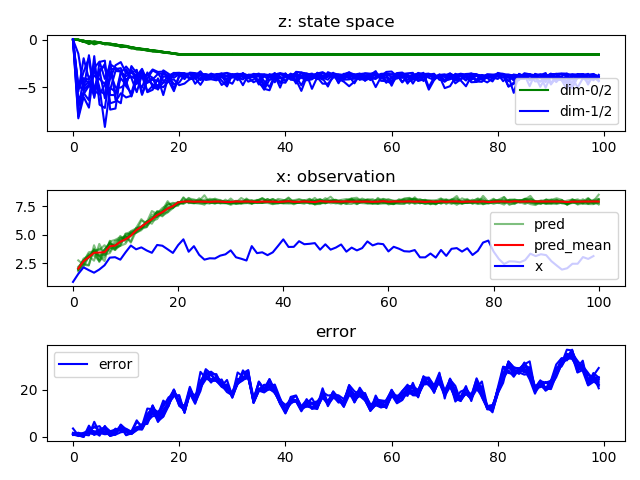 z: state space
0
−5
dim-0/2
dim-1/2
0 20 40 60 80 100
x: observation
7.5
5.0
2.5
pred
pred_mean
x
0 20 40 60 80 100
error
error
20
0
0 20 40 60 80 100